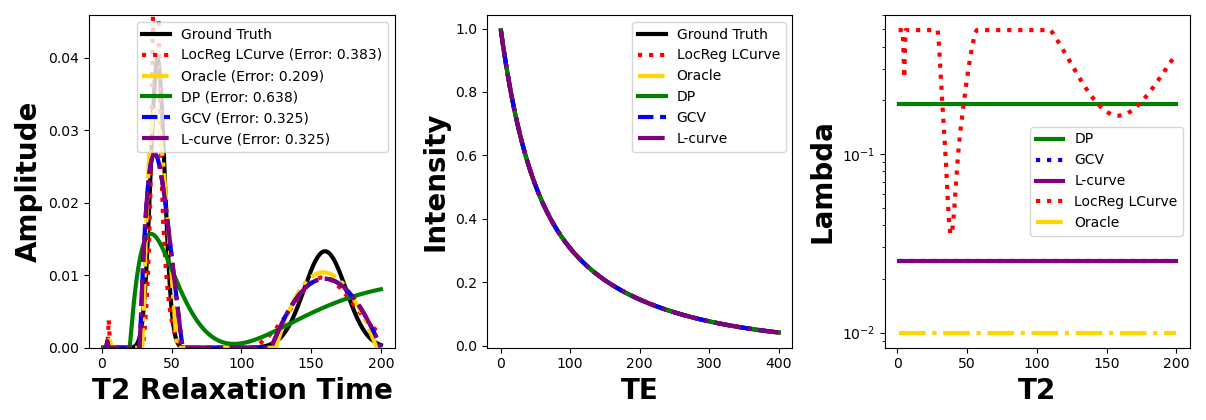 Amplitude
0.04
0.03
0.02
0.01
0.00
0
50
100
150
200
T2 Relaxation Time
Ground Truth
LocReg LCurve (Error: 0.383)
Oracle (Error: 0.209)
DP (Error: 0.638)
GCV (Error: 0.325)
L-curve (Error: 0.325)
Intensity
1.0
0.8
0.6
0.4
0.2
0.0
0
100
200
300
400
TE
Ground Truth
LocReg LCurve
Oracle
DP
GCV
L-curve
Lambda
10⁻¹
10⁻²
0
50
100
150
200
T2
DP
GCV
L-curve
LocReg LCurve
Oracle